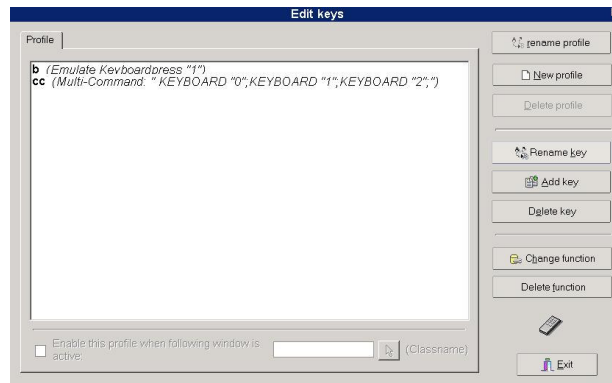 Edit keys
Profile
b (Emulate Keyboardpress "1")
cc (Multi-Command: " KEYBOARD "0";KEYBOARD "1";KEYBOARD "2";")
Enable this profile when following window is
active:
(Classname)
rename profile
New profile
Delete profile
Rename key
Add key
Delete key
Change function
Delete function
Exit